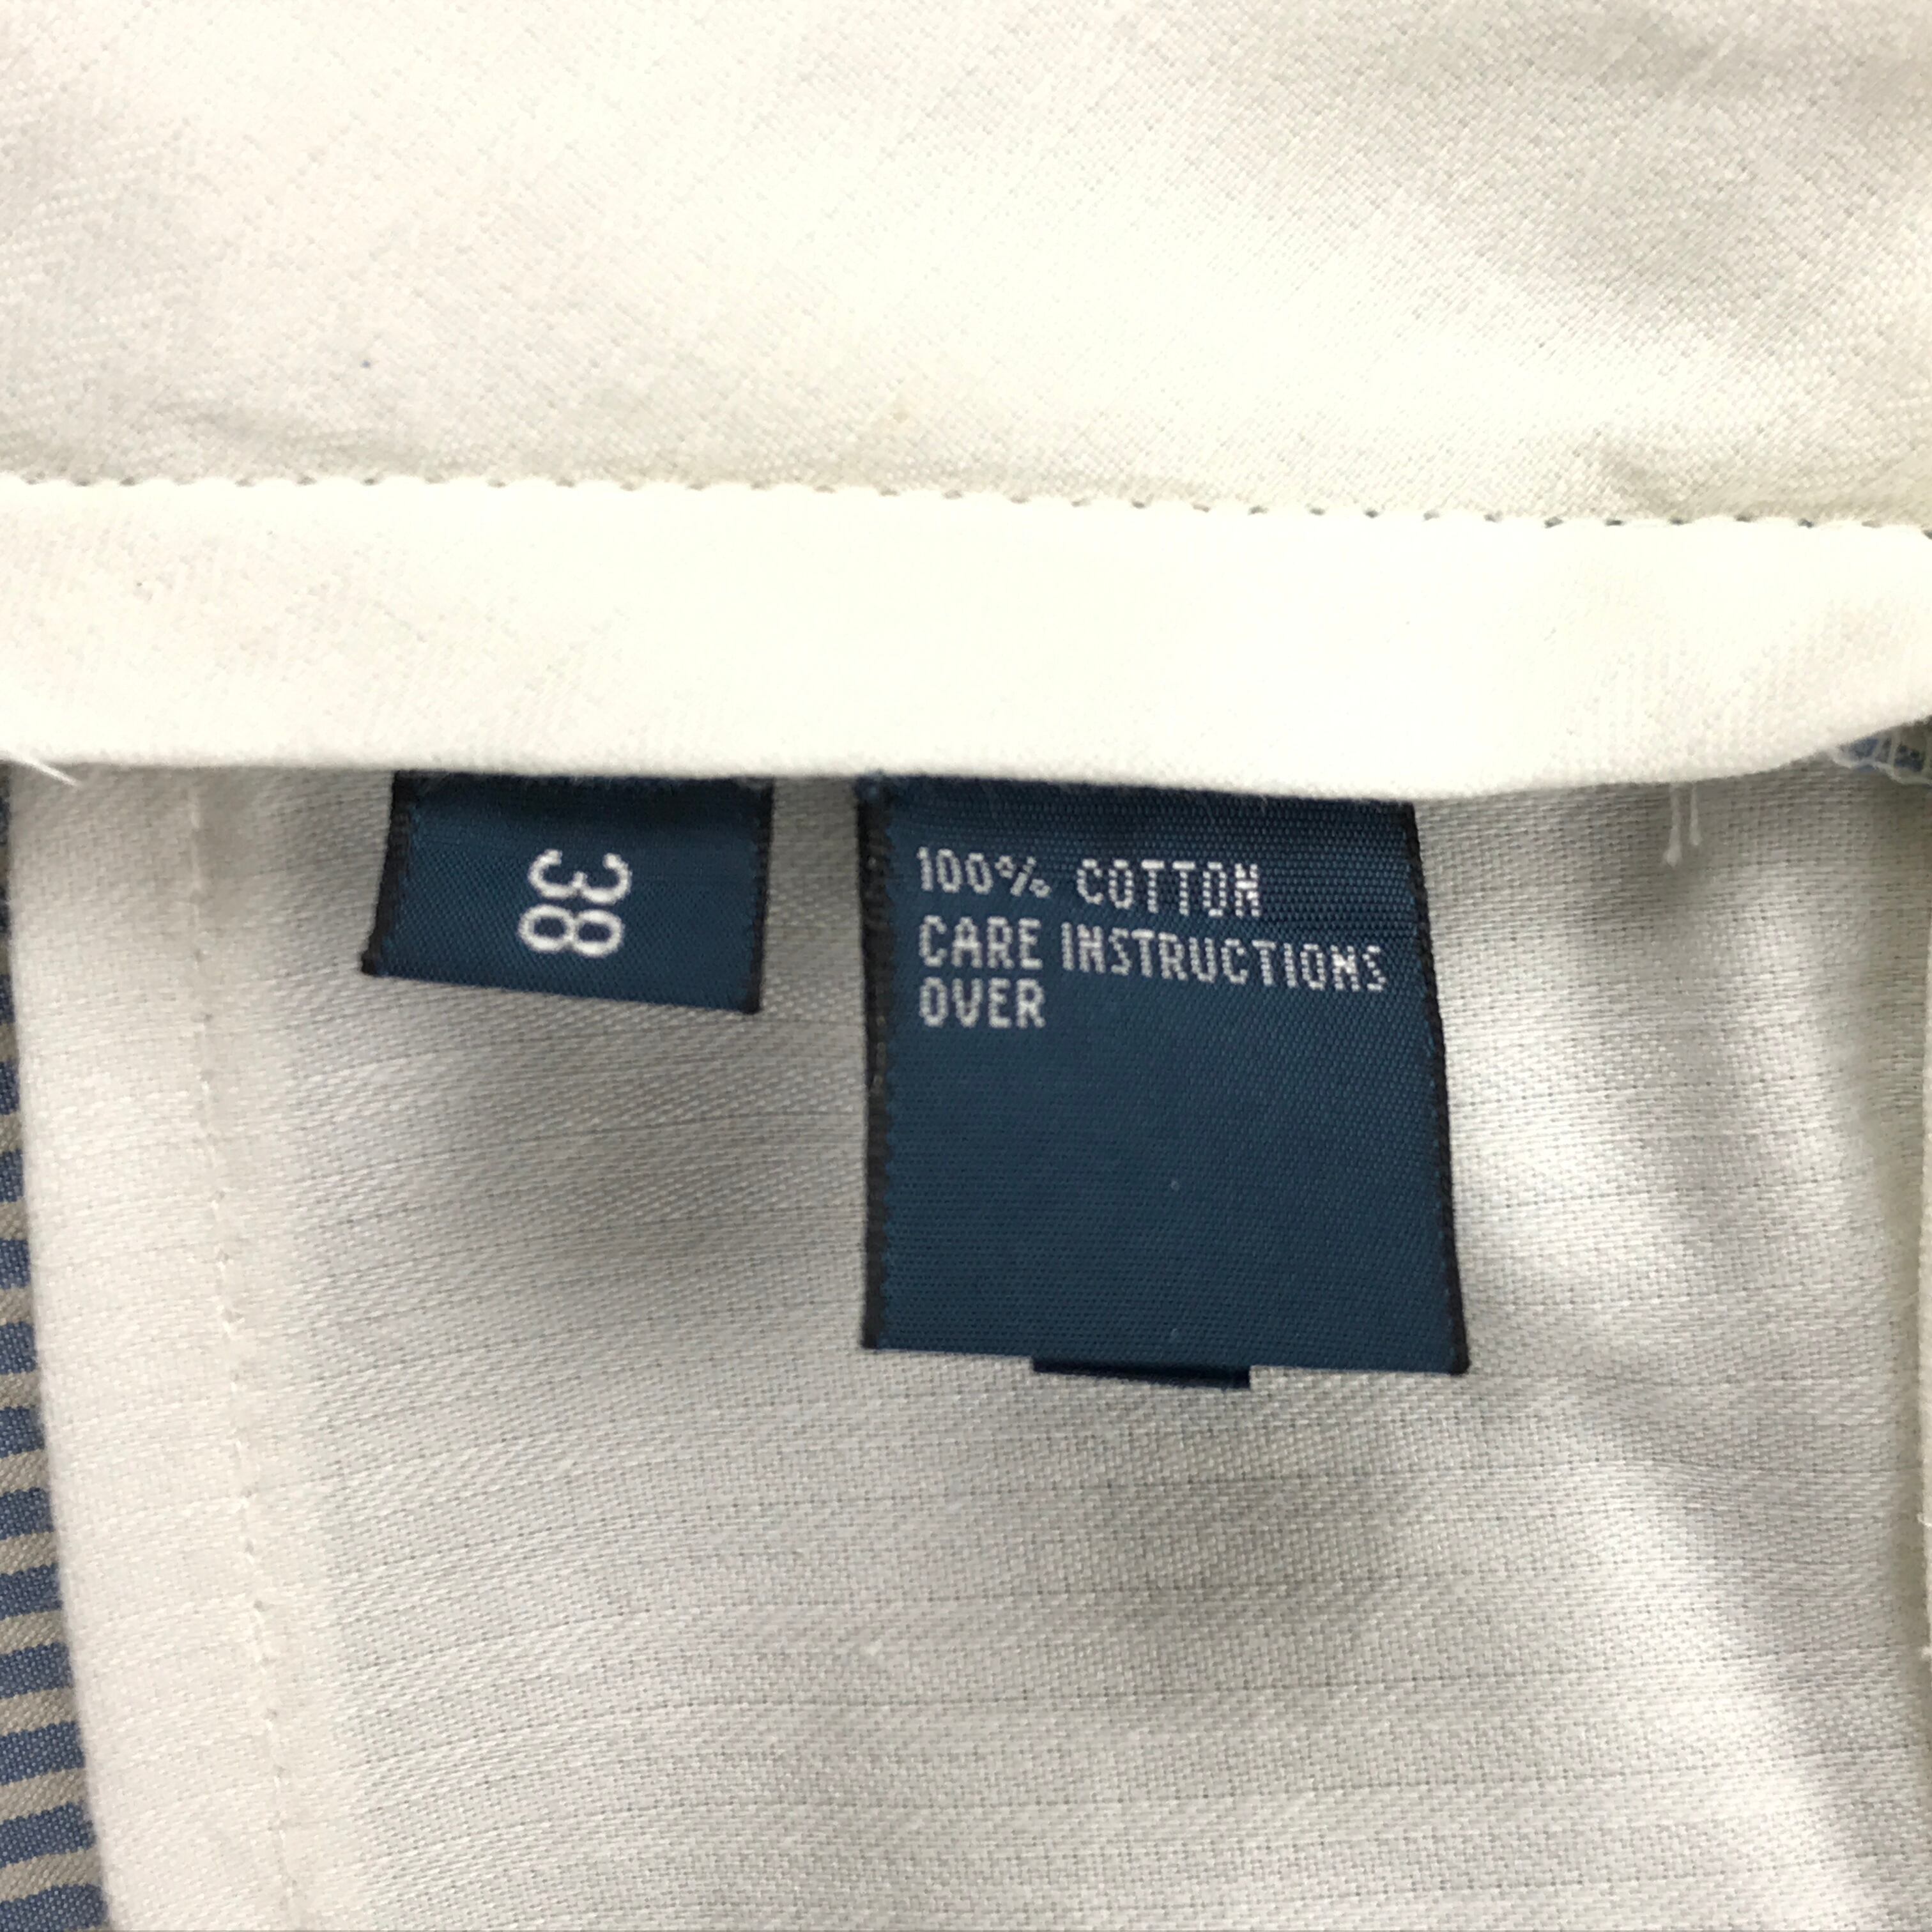 38
100% COTTON
CARE INSTRUCTIONS
OVER